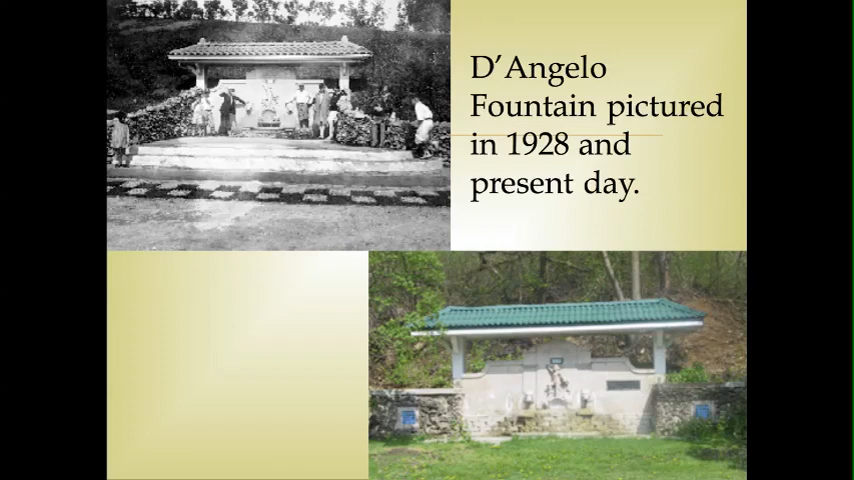 D’Angelo
Fountain pictured
in 1928 and
present day.